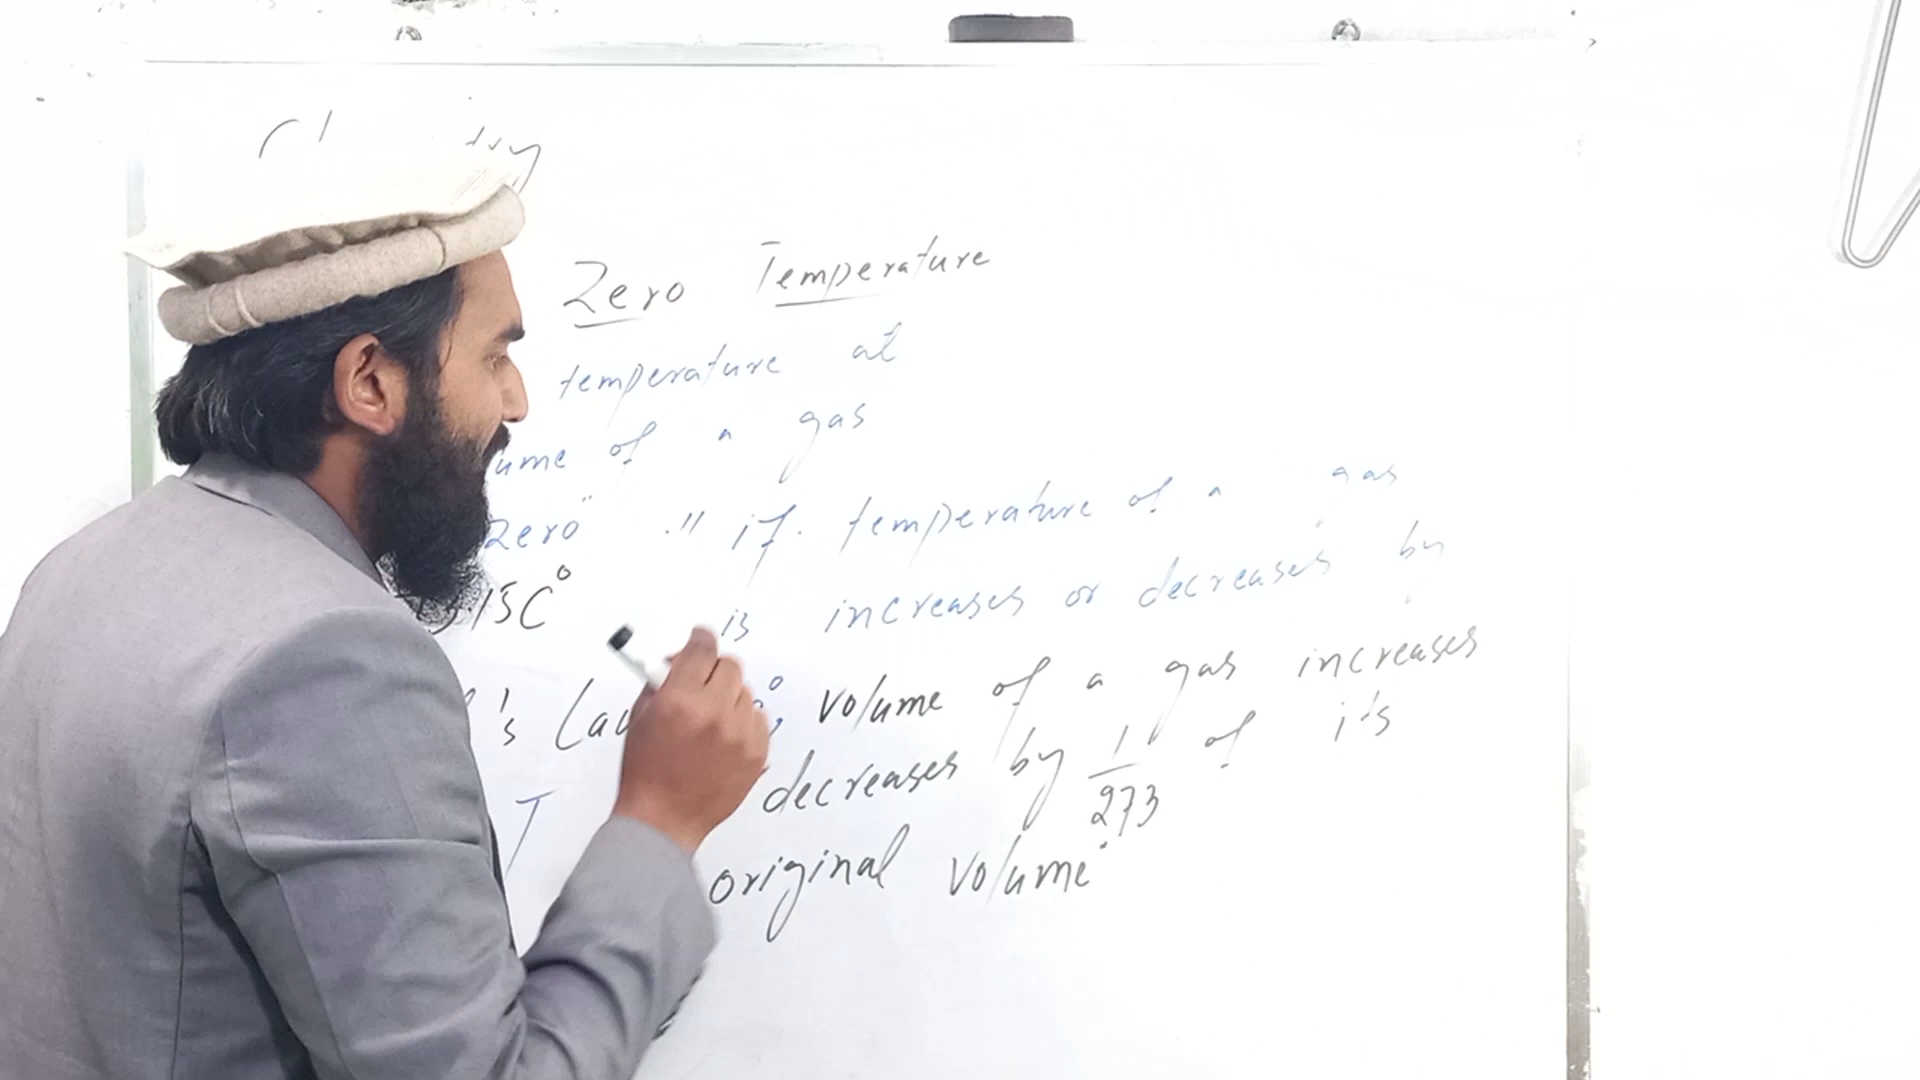 Zero Temperature
temperature at
ume of a gas
Zero" " if temperature of a gas
is increases or decreases by
15C°
's Law volume of a gas increases
decreases by 1/273 of its
T
original volume"